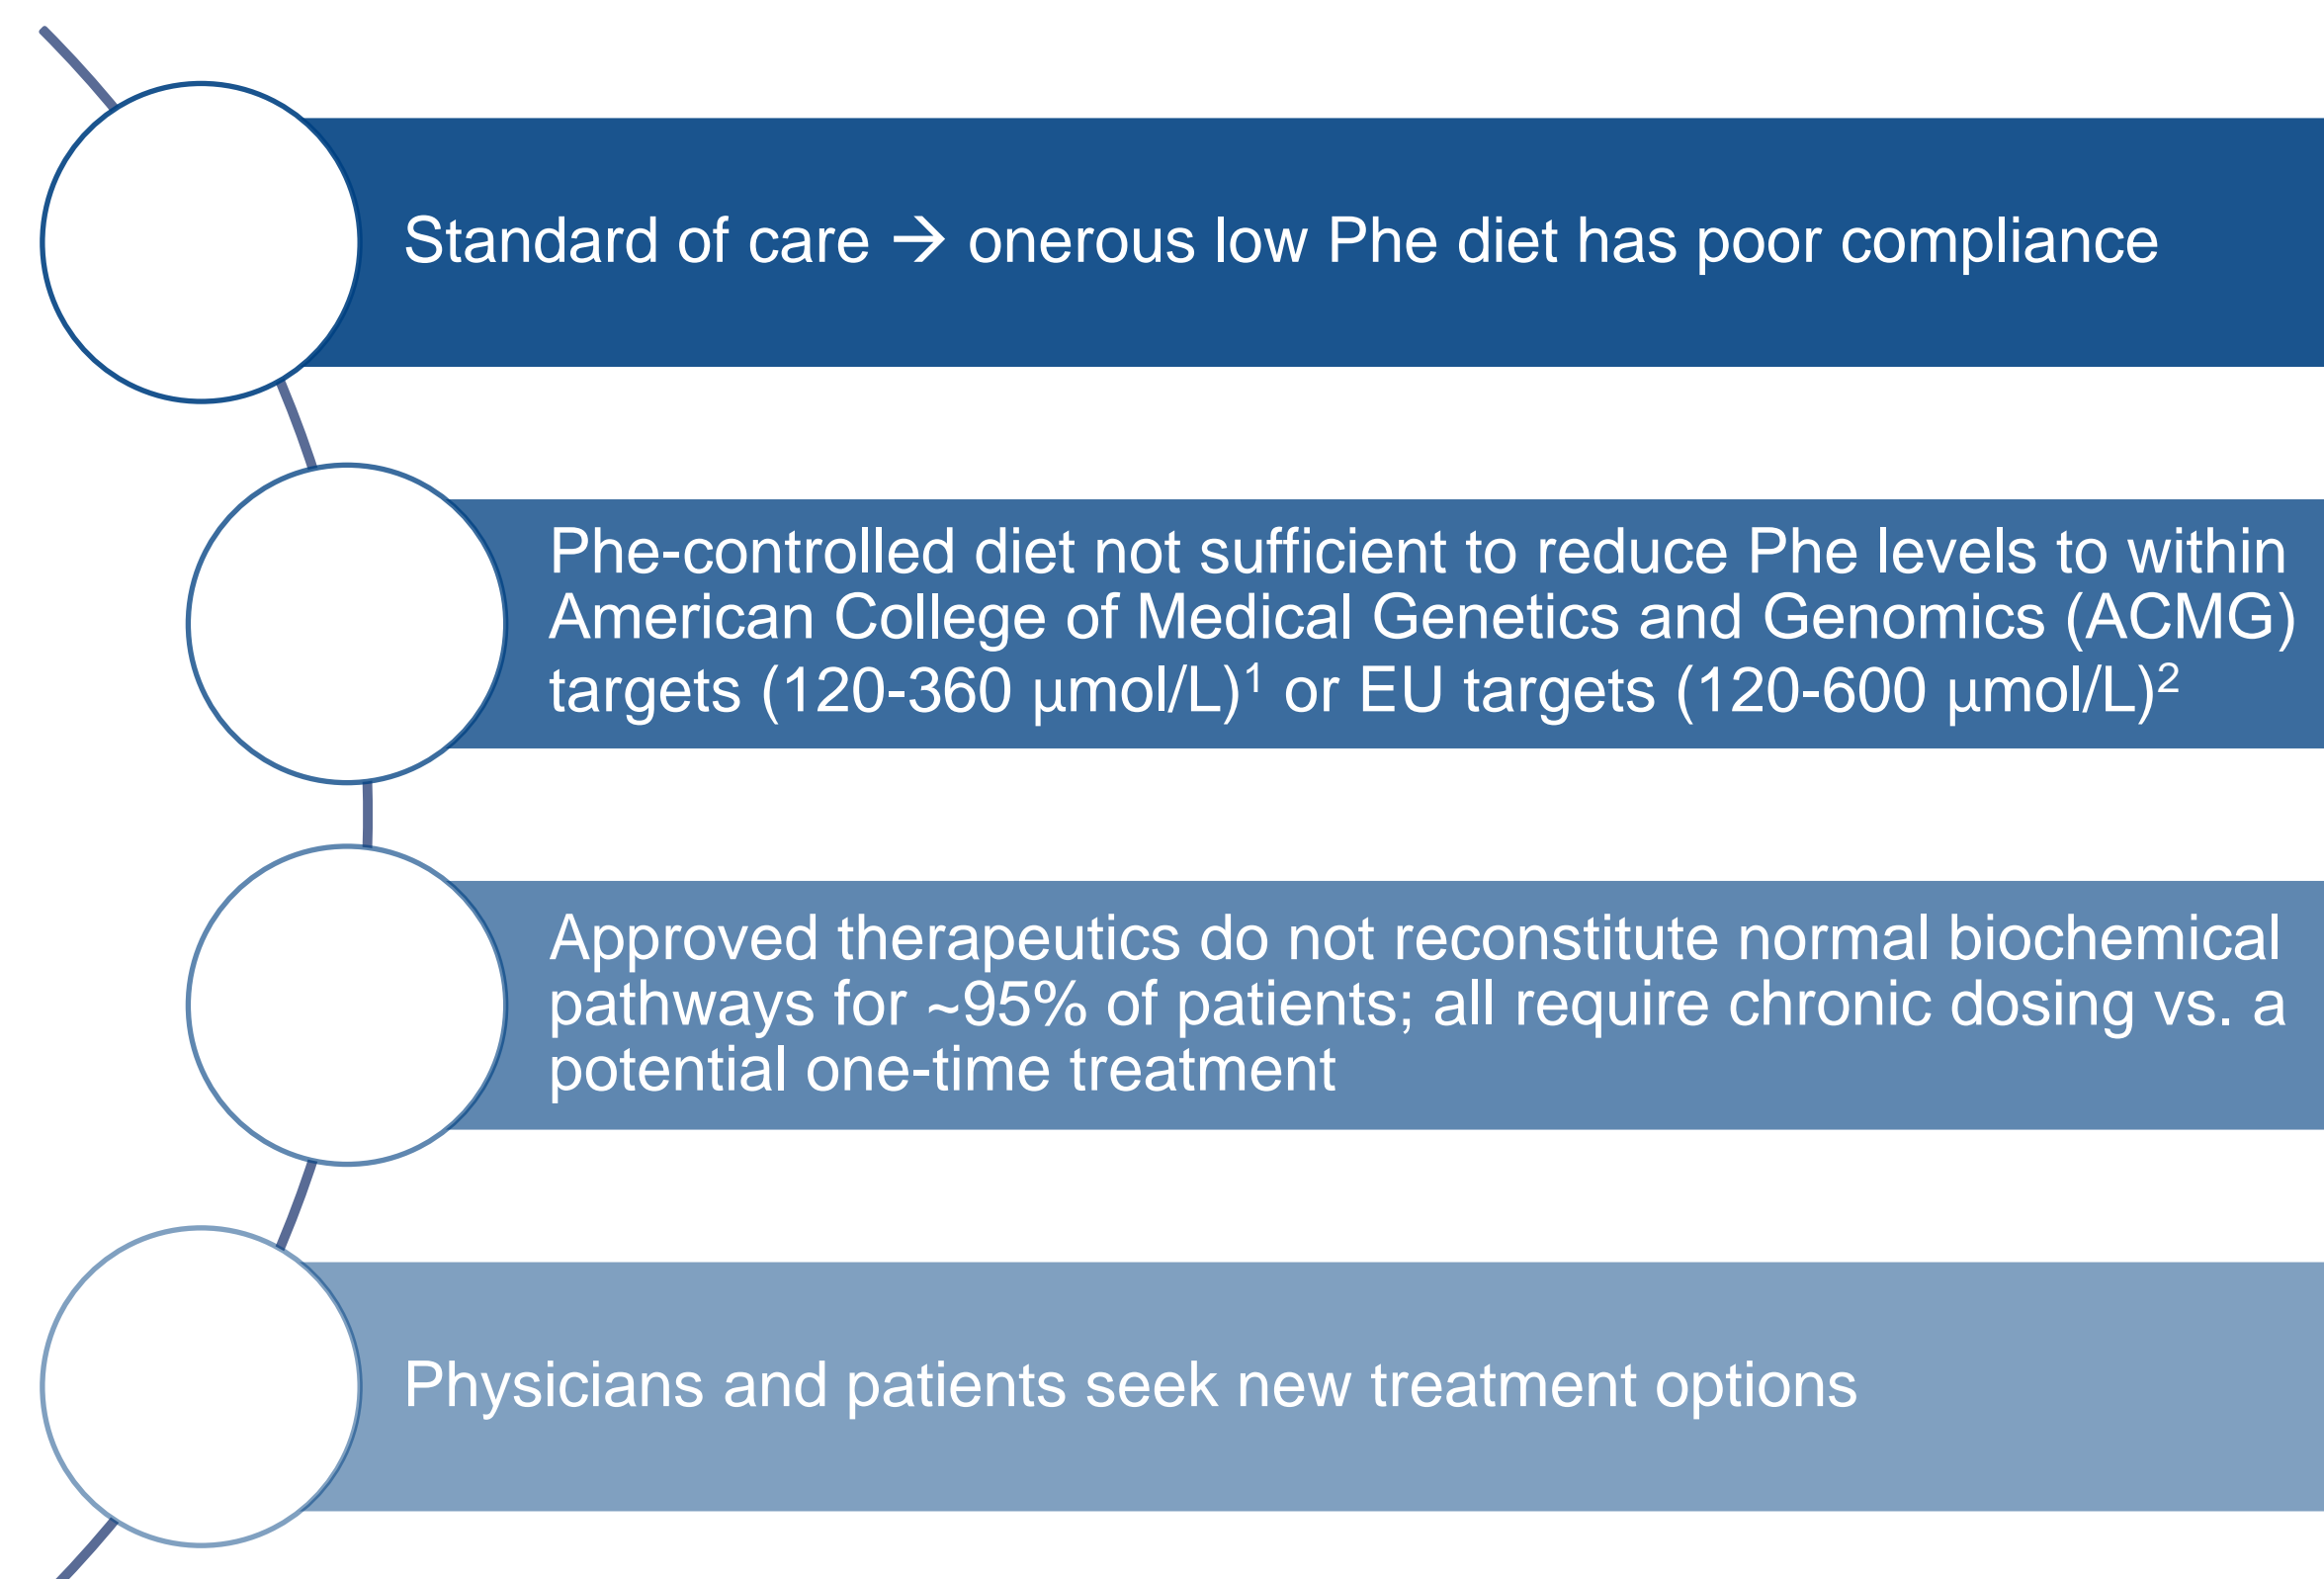 Standard of care → onerous low Phe diet has poor compliance
Phe-controlled diet not sufficient to reduce Phe levels to within
American College of Medical Genetics and Genomics (ACMG)
targets (120-360 µmol/L)¹ or EU targets (120-600 µmol/L)²
Approved therapeutics do not reconstitute normal biochemical
pathways for ~95% of patients; all require chronic dosing vs. a
potential one-time treatment
Physicians and patients seek new treatment options